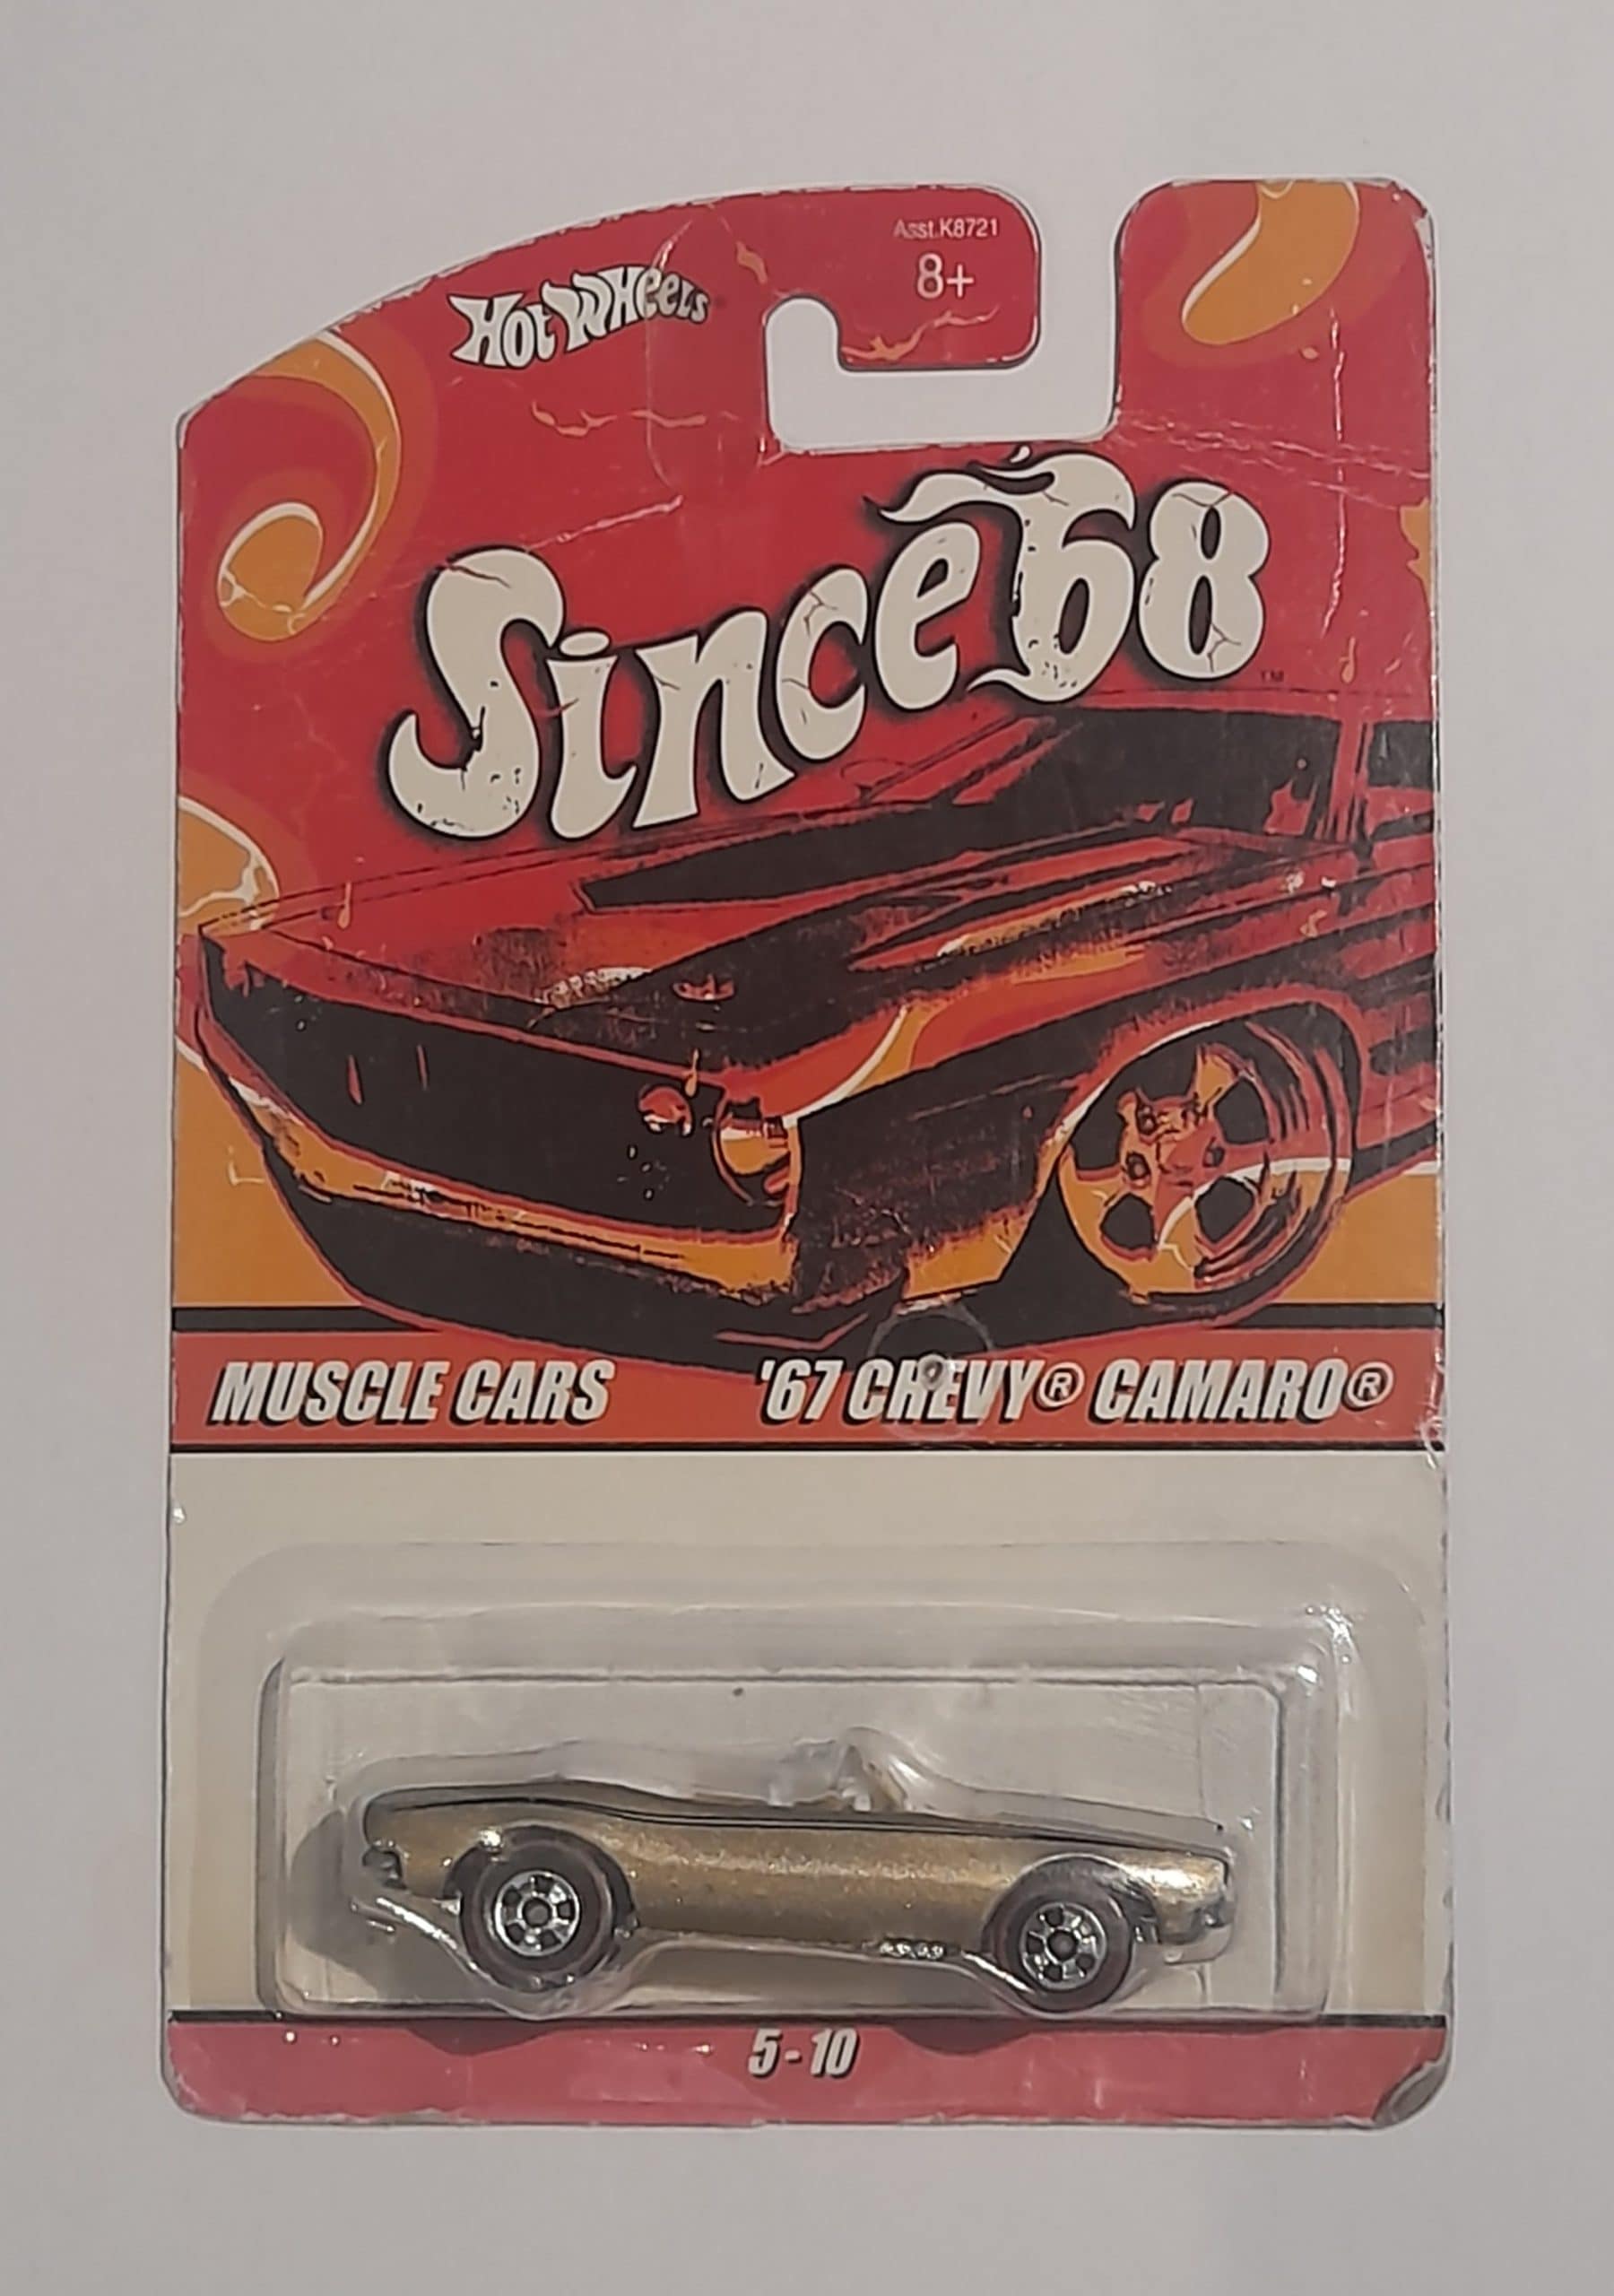 Asst.K8721
8+
Hot Wheels
Since '68 ™
MUSCLE CARS '67 CHEVY® CAMARO®
5-10